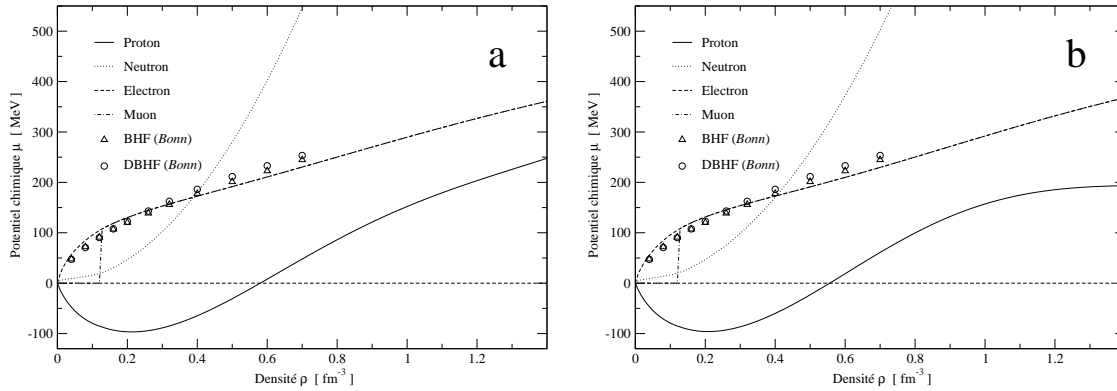 a
Potentiel chimique μ [ MeV ]
500
400
300
200
100
0
-100
Proton
Neutron
Electron
Muon
BHF (Bonn)
DBHF (Bonn)
0 0.2 0.4 0.6 0.8 1 1.2
Densité ρ [ fm⁻³ ]
b
Potentiel chimique μ [ MeV ]
500
400
300
200
100
0
-100
Proton
Neutron
Electron
Muon
BHF (Bonn)
DBHF (Bonn)
0 0.2 0.4 0.6 0.8 1 1.2
Densité ρ [ fm⁻³ ]